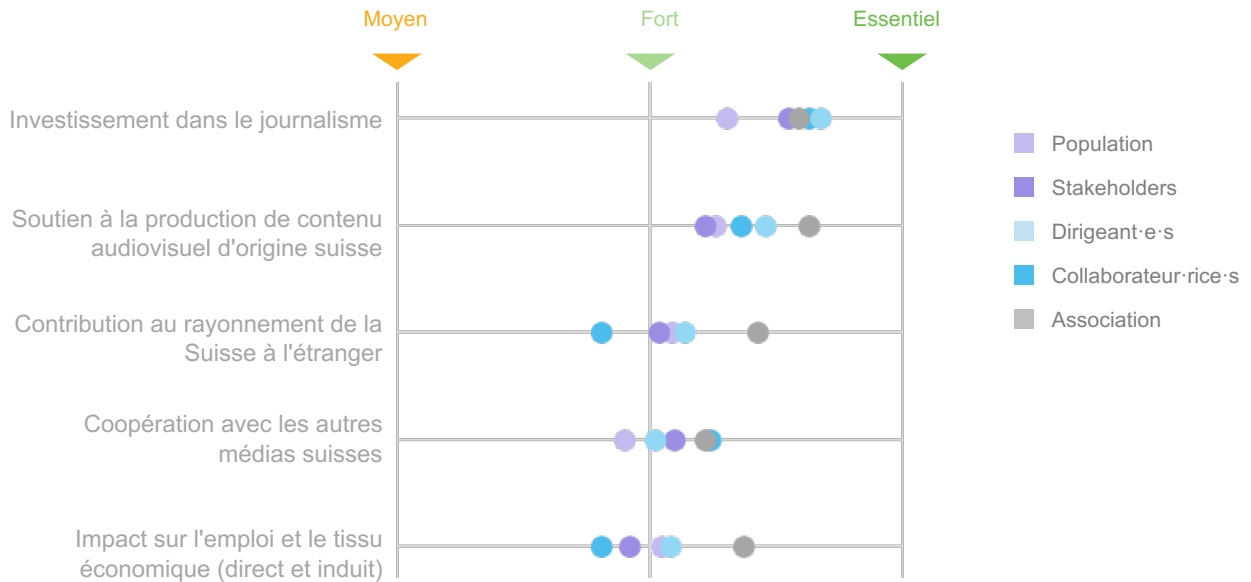 Moyen
Fort
Essentiel
Investissement dans le journalisme
Soutien à la production de contenu
audiovisuel d'origine suisse
Contribution au rayonnement de la
Suisse à l'étranger
Coopération avec les autres
médias suisses
Impact sur l'emploi et le tissu
économique (direct et induit)
Population
Stakeholders
Dirigeant·e·s
Collaborateur·rice·s
Association